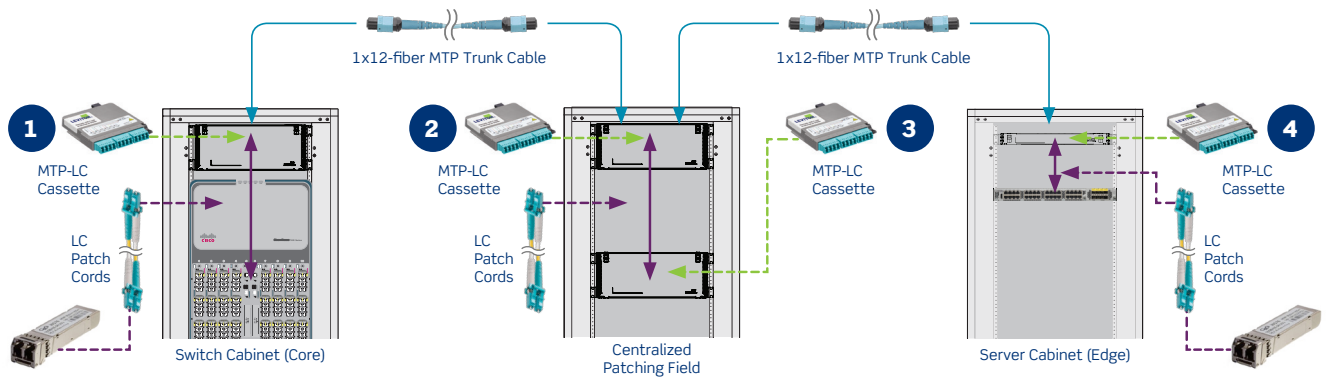 1x12-fiber MTP Trunk Cable
1x12-fiber MTP Trunk Cable
1
MTP-LC
Cassette
LC
Patch
Cords
CISCO
Switch Cabinet (Core)
2
MTP-LC
Cassette
LC
Patch
Cords
Centralized
Patching Field
3
MTP-LC
Cassette
4
MTP-LC
Cassette
LC
Patch
Cords
Server Cabinet (Edge)